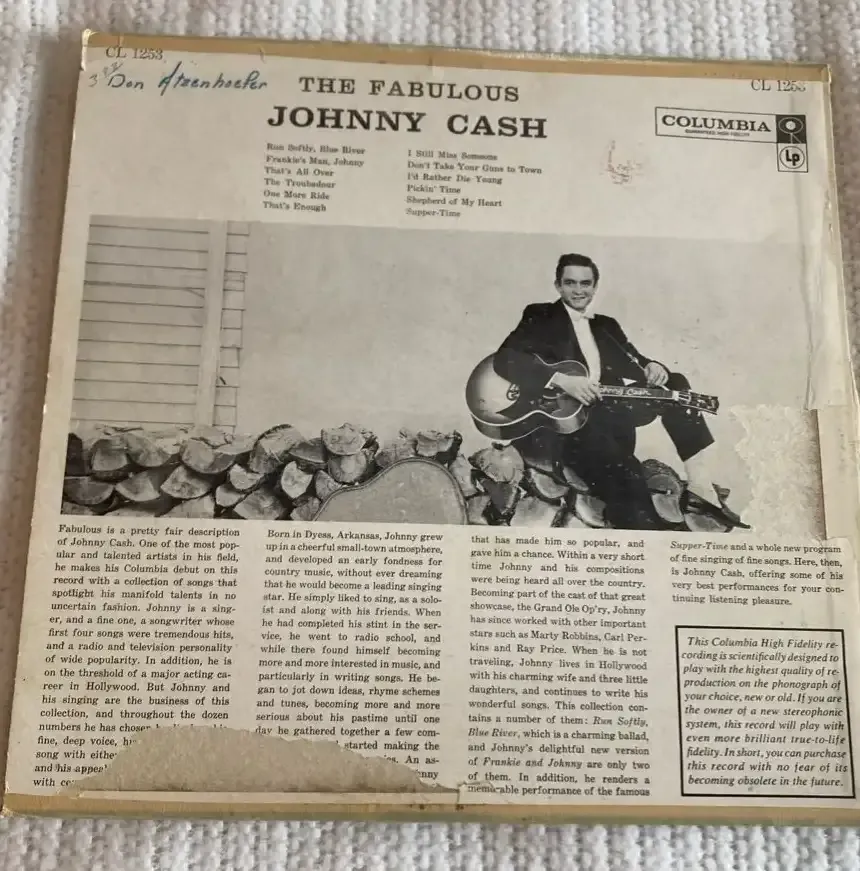 CL 1253
CL 1253
Don
THE FABULOUS
JOHNNY CASH
COLUMBIA
GUARANTEED HIGH FIDELITY
Lp
Run Softly, Blue River
Frankie's Man, Johnny
That's All Over
The Troubadour
One More Ride
That's Enough
I Still Miss Someone
Don't Take Your Guns to Town
I'd Rather Die Young
Pickin' Time
Shepherd of My Heart
Supper-Time
Johnny Cash
Fabulous is a pretty fair description
of Johnny Cash. One of the most pop-
ular and talented artists in his field,
he makes his Columbia debut on this
record with a collection of songs that
spotlight his manifold talents in no
uncertain fashion. Johnny is a sing-
er, and a fine one, a songwriter whose
first four songs were tremendous hits,
and a radio and television personality
of wide popularity. In addition, he is
on the threshold of a major acting ca-
reer in Hollywood. But Johnny and
his singing are the business of this
collection, and throughout the dozen
numbers he has chosen
fine, deep voice,
song with
and his
with
Born in Dyess, Arkansas, Johnny grew
up in a cheerful small-town atmosphere,
and developed an early fondness for
country music, without ever dreaming
that he would become a leading singing
star. He simply liked to sing, as a solo-
ist and along with his friends. When
he had completed his stint in the ser-
vice, he went to radio school, and
while there found himself becoming
more and more interested in music, and
particularly in writing songs. He be-
gan to jot down ideas, rhyme schemes
and tunes, becoming more and more
serious about his pastime until one
day he gathered together a few com-
started making the
An as-
that has made him so popular, and
gave him a chance. Within a very short
time Johnny and his compositions
were being heard all over the country.
Becoming part of the cast of that great
showcase, the Grand Ole Op'ry, Johnny
has since worked with other important
stars such as Marty Robbins, Carl Per-
kins and Ray Price. When he is not
traveling, Johnny lives in Hollywood
with his charming wife and three little
daughters, and continues to write his
wonderful songs. This collection con-
tains a number of them: Run Softly,
Blue River, which is a charming ballad,
and Johnny's delightful new version
of Frankie and Johnny are only two
of them. In addition, he renders a
memorable performance of the famous
Supper-Time and a whole new program
of fine singing of fine songs. Here, then,
is Johnny Cash, offering some of his
very best performances for your con-
tinuing listening pleasure.
This Columbia High Fidelity re-
cording is scientifically designed to
play with the highest quality of re-
production on the phonograph of
your choice, new or old. If you are
the owner of a new stereophonic
system, this record will play with
even more brilliant true-to-life
fidelity. In short, you can purchase
this record with no fear of its
becoming obsolete in the future.